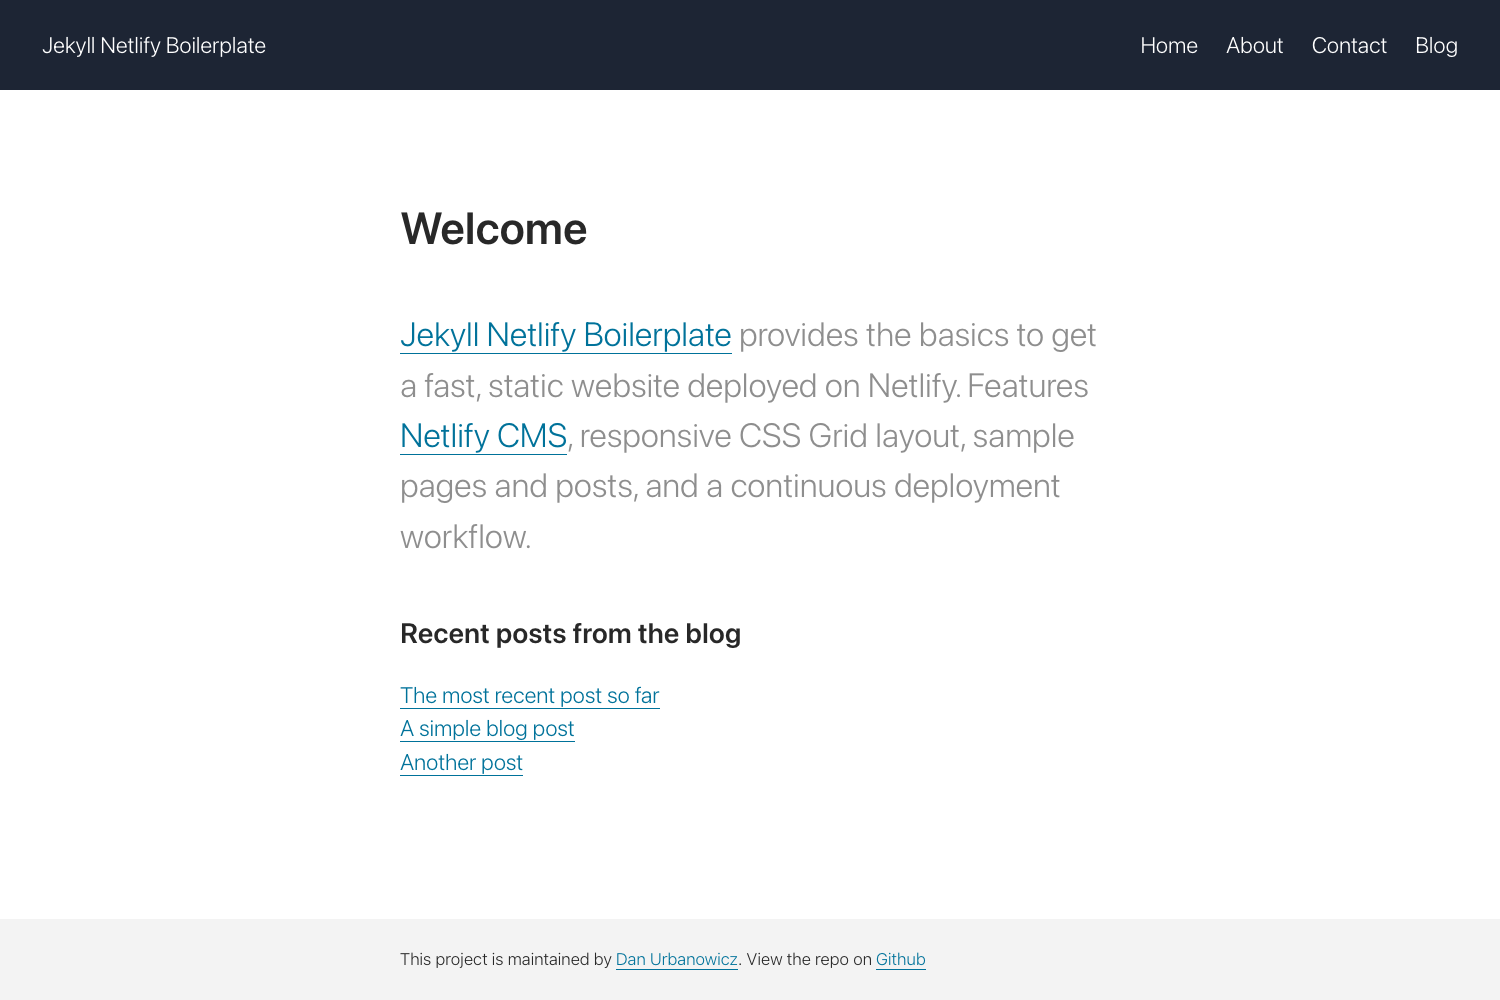 Jekyll Netlify Boilerplate
Home About Contact Blog
Welcome
Jekyll Netlify Boilerplate provides the basics to get
a fast, static website deployed on Netlify. Features
Netlify CMS, responsive CSS Grid layout, sample
pages and posts, and a continuous deployment
workflow.
Recent posts from the blog
The most recent post so far
A simple blog post
Another post
This project is maintained by Dan Urbanowicz. View the repo on Github